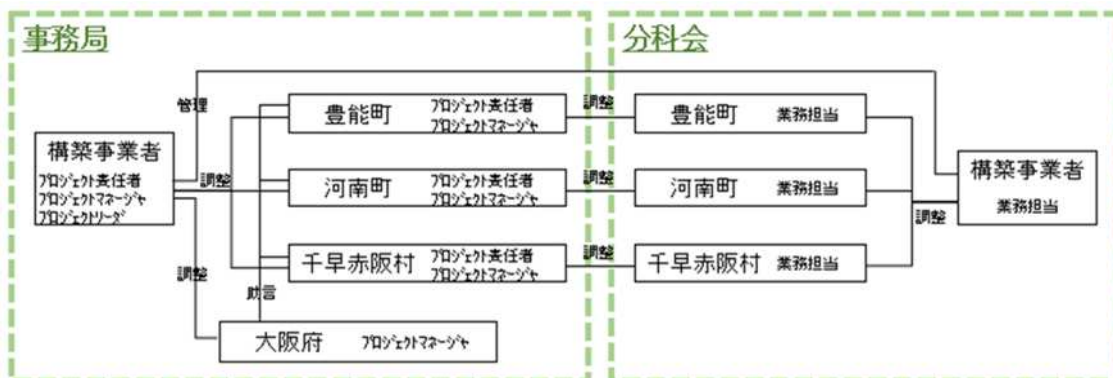 事務局
分科会
管理
豊能町 プロジェクト責任者
プロジェクトマネージャ
調整
豊能町 業務担当
構築事業者
プロジェクト責任者
プロジェクトマネージャ
プロジェクトリーダ
調整
河南町 プロジェクト責任者
プロジェクトマネージャ
調整
河南町 業務担当
構築事業者
業務担当
調整
千早赤阪村 プロジェクト責任者
プロジェクトマネージャ
調整
千早赤阪村 業務担当
調整
助言
大阪府 プロジェクトマネージャ